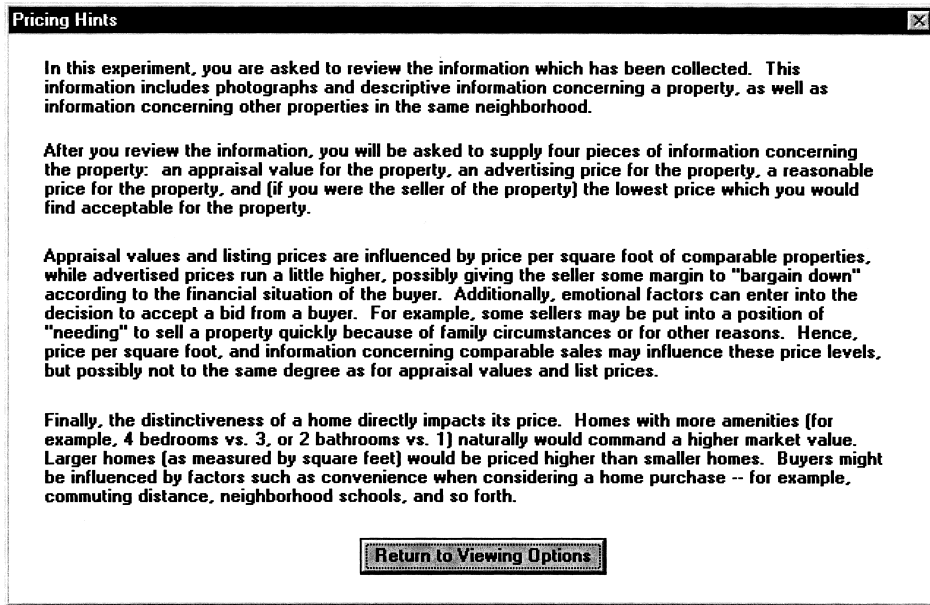 Pricing Hints
In this experiment, you are asked to review the information which has been collected. This
information includes photographs and descriptive information concerning a property, as well as
information concerning other properties in the same neighborhood.
After you review the information, you will be asked to supply four pieces of information concerning
the property: an appraisal value for the property, an advertising price for the property, a reasonable
price for the property, and (if you were the seller of the property) the lowest price which you would
find acceptable for the property.
Appraisal values and listing prices are influenced by price per square foot of comparable properties,
while advertised prices run a little higher, possibly giving the seller some margin to "bargain down"
according to the financial situation of the buyer. Additionally, emotional factors can enter into the
decision to accept a bid from a buyer. For example, some sellers may be put into a position of
"needing" to sell a property quickly because of family circumstances or for other reasons. Hence,
price per square foot, and information concerning comparable sales may influence these price levels,
but possibly not to the same degree as for appraisal values and list prices.
Finally, the distinctiveness of a home directly impacts its price. Homes with more amenities (for
example, 4 bedrooms vs. 3, or 2 bathrooms vs. 1) naturally would command a higher market value.
Larger homes (as measured by square feet) would be priced higher than smaller homes. Buyers might
be influenced by factors such as convenience when considering a home purchase -- for example,
commuting distance, neighborhood schools, and so forth.
Return to Viewing Options